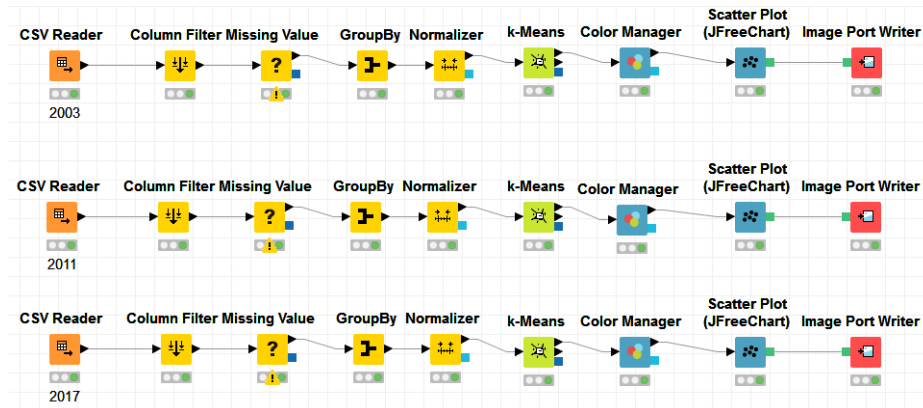 Scatter Plot
CSV Reader Column Filter Missing Value GroupBy Normalizer k-Means Color Manager (JFreeChart) Image Port Writer
2003
Scatter Plot
CSV Reader Column Filter Missing Value GroupBy Normalizer k-Means Color Manager (JFreeChart) Image Port Writer
2011
Scatter Plot
CSV Reader Column Filter Missing Value GroupBy Normalizer k-Means Color Manager (JFreeChart) Image Port Writer
2017